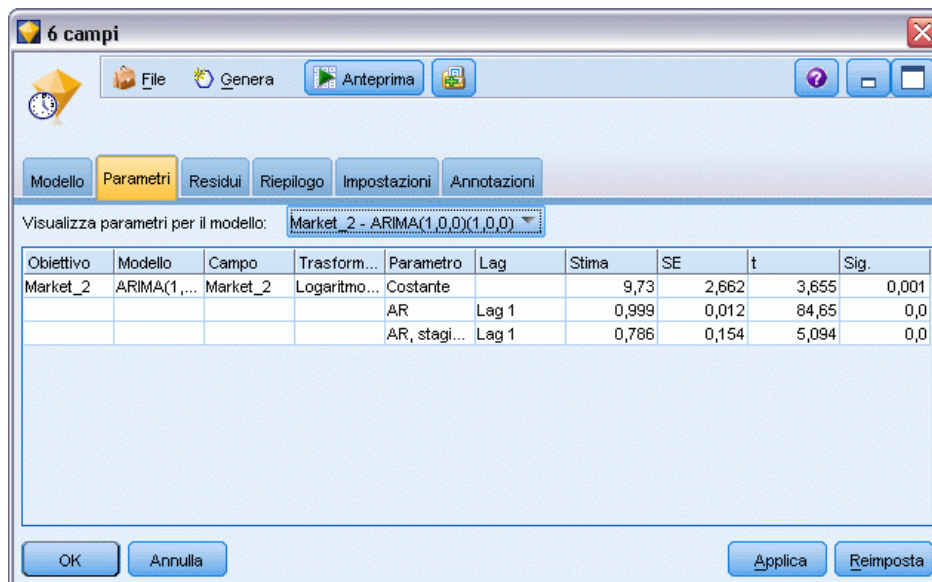 6 campi
File Genera Anteprima
Modello Parametri Residui Riepilogo Impostazioni Annotazioni
Visualizza parametri per il modello: Market_2 - ARIMA(1,0,0)(1,0,0)
Obiettivo Modello Campo Trasform... Parametro Lag Stima SE t Sig.
Market_2 ARIMA(1,... Market_2 Logaritmo... Costante 9,73 2,662 3,655 0,001
AR Lag 1 0,999 0,012 84,65 0,0
AR, stagi... Lag 1 0,786 0,154 5,094 0,0
OK Annulla Applica Reimposta